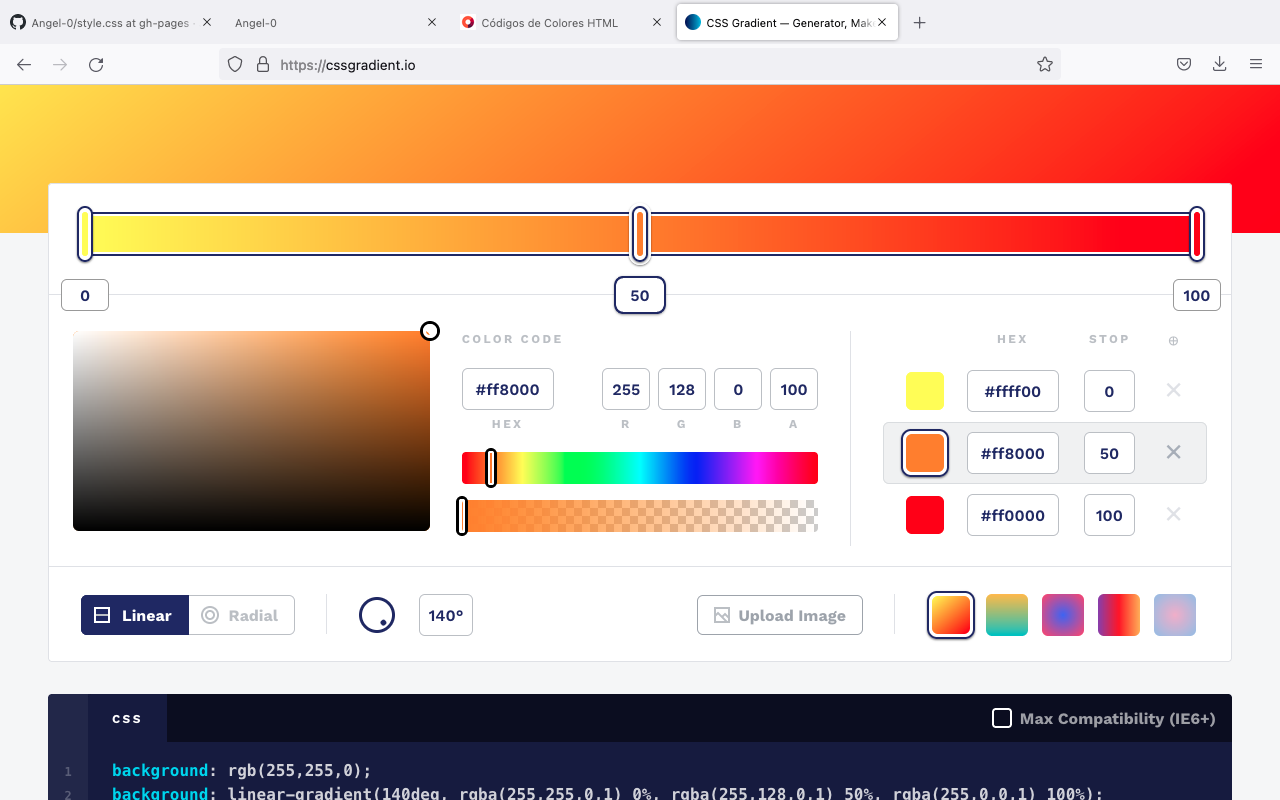 Angel-0/style.css at gh-pages
Angel-0
Códigos de Colores HTML
CSS Gradient — Generator, Mak
https://cssgradient.io
0
50
100
COLOR CODE
HEX
STOP
#ff8000
255
128
0
100
HEX
R
G
B
A
#ffff00
0
#ff8000
50
#ff0000
100
Linear
Radial
140°
Upload Image
CSS
Max Compatibility (IE6+)
1
background: rgb(255,255,0);
2
background: linear-gradient(140deg, rgba(255,255,0,1) 0%, rgba(255,128,0,1) 50%, rgba(255,0,0,1) 100%);